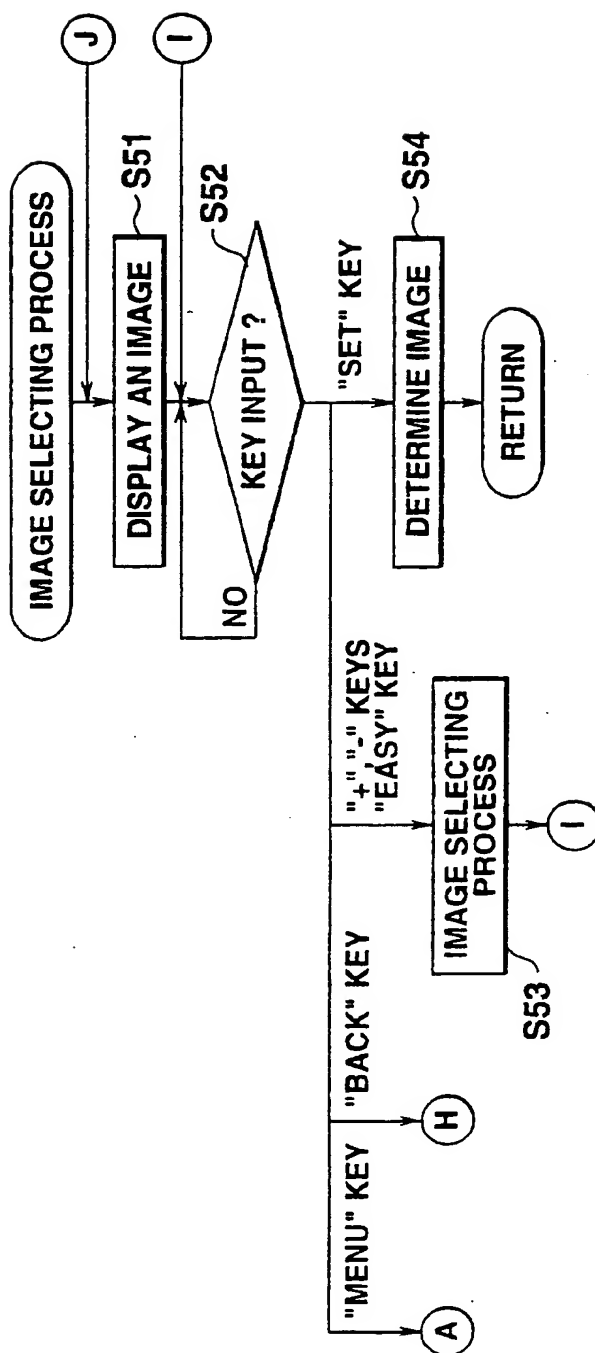 IMAGE SELECTING PROCESS
J
DISPLAY AN IMAGE
S51
I
KEY INPUT ?
S52
NO
"MENU" KEY
"BACK" KEY
"+" "-" KEYS,
"EASY" KEY
"SET" KEY
A
H
IMAGE SELECTING
PROCESS
S53
DETERMINE IMAGE
S54
I
RETURN